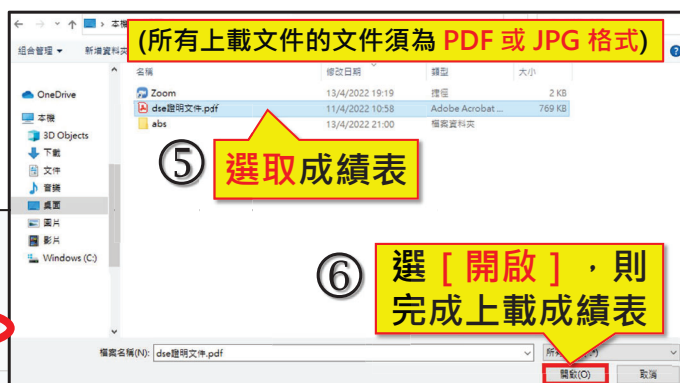 本機
組合管理 新增資料夾
(所有上載文件的文件須為 PDF 或 JPG 格式)
名稱 修改日期 類型 大小
OneDrive
本機
3D Objects
下載
文件
音樂
桌面
圖片
影片
Windows (C:)
Zoom 13/4/2022 19:19 捷徑 2 KB
dse證明文件.pdf 11/4/2022 10:58 Adobe Acrobat ... 769 KB
abs 13/4/2022 21:00 檔案資料夾
⑤ 選取成績表
⑥ 選 [ 開啟 ] ,則
完成上載成績表
檔案名稱(N): dse證明文件.pdf
開啟(O) 取消